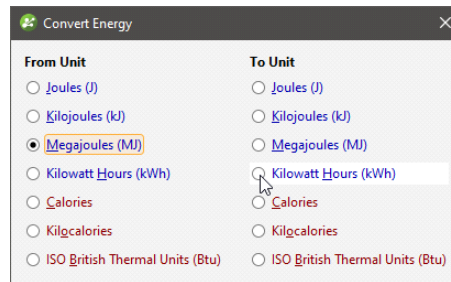 Convert Energy
From Unit To Unit
Joules (J) Joules (J)
Kilojoules (kJ) Kilojoules (kJ)
Megajoules (MJ) Megajoules (MJ)
Kilowatt Hours (kWh) Kilowatt Hours (kWh)
Calories Calories
Kilocalories Kilocalories
ISO British Thermal Units (Btu) ISO British Thermal Units (Btu)